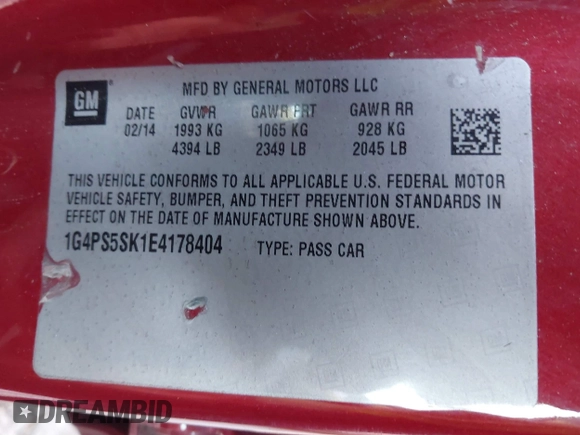 GM
MFD BY GENERAL MOTORS LLC
DATE GVWR GAWR FRT GAWR RR
02/14 1993 KG 1065 KG 928 KG
4394 LB 2349 LB 2045 LB
THIS VEHICLE CONFORMS TO ALL APPLICABLE U.S. FEDERAL MOTOR
VEHICLE SAFETY, BUMPER, AND THEFT PREVENTION STANDARDS IN
EFFECT ON THE DATE OF MANUFACTURE SHOWN ABOVE.
1G4PS5SK1E4178404 TYPE: PASS CAR
DREAMBID